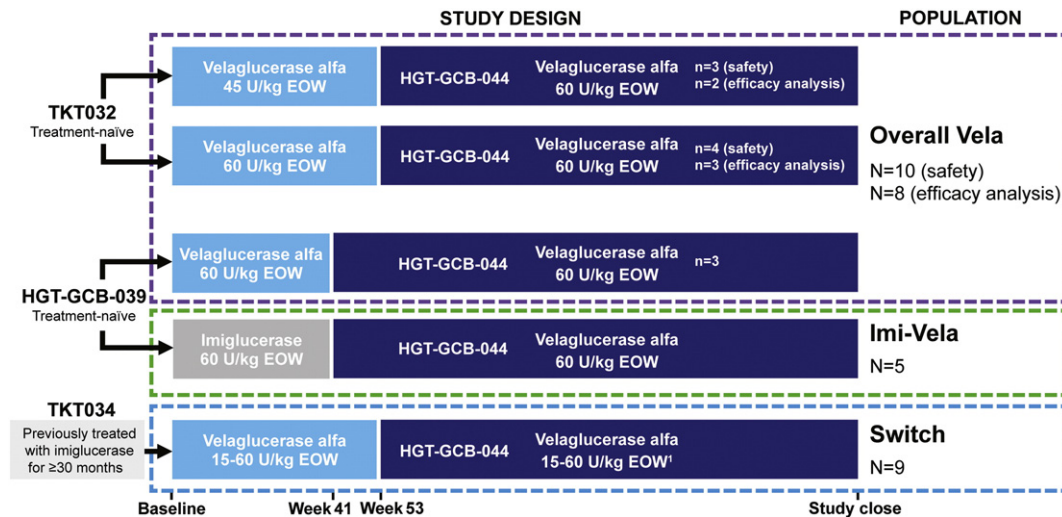 STUDY DESIGN
POPULATION
TKT032
Treatment-naïve
Velaglucerase alfa
45 U/kg EOW
HGT-GCB-044
Velaglucerase alfa
60 U/kg EOW
n=3 (safety)
n=2 (efficacy analysis)
Velaglucerase alfa
60 U/kg EOW
HGT-GCB-044
Velaglucerase alfa
60 U/kg EOW
n=4 (safety)
n=3 (efficacy analysis)
Overall Vela
N=10 (safety)
N=8 (efficacy analysis)
HGT-GCB-039
Treatment-naïve
Velaglucerase alfa
60 U/kg EOW
HGT-GCB-044
Velaglucerase alfa
60 U/kg EOW
n=3
Imiglucerase
60 U/kg EOW
HGT-GCB-044
Velaglucerase alfa
60 U/kg EOW
Imi-Vela
N=5
TKT034
Previously treated
with imiglucerase
for ≥30 months
Velaglucerase alfa
15-60 U/kg EOW
HGT-GCB-044
Velaglucerase alfa
15-60 U/kg EOW¹
Switch
N=9
Baseline
Week 41
Week 53
Study close